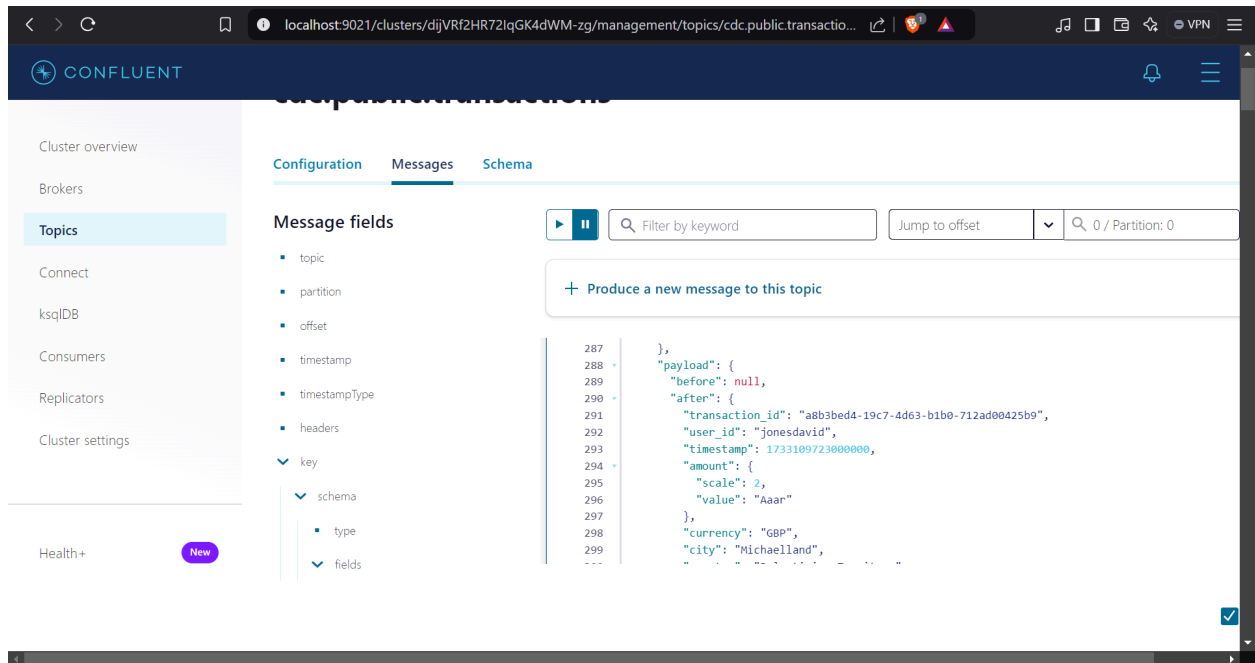 localhost:9021/clusters/dijVRf2HR72IqGK4dWM-zg/management/topics/cdc.public.transactio...
VPN
CONFLUENT
cdc.public.transactions
Cluster overview
Brokers
Topics
Connect
ksqlDB
Consumers
Replicators
Cluster settings
Health+
New
Configuration Messages Schema
Message fields
topic
partition
offset
timestamp
timestampType
headers
key
schema
type
fields
Filter by keyword
Jump to offset
0 / Partition: 0
+ Produce a new message to this topic
287 },
288 "payload": {
289 "before": null,
290 "after": {
291 "transaction_id": "a8b3bed4-19c7-4d63-b1b0-712ad00425b9",
292 "user_id": "jonesdavid",
293 "timestamp": 1733109723000000,
294 "amount": {
295 "scale": 2,
296 "value": "Aaar"
297 },
298 "currency": "GBP",
299 "city": "Michaelland",